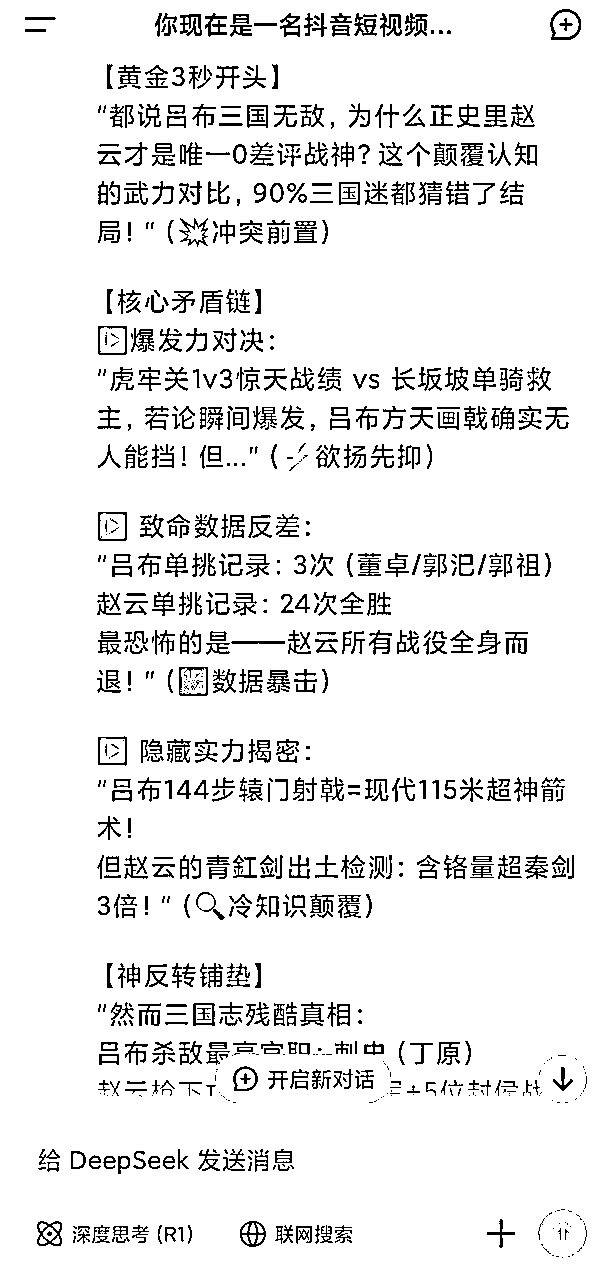 你现在是一名抖音短视频...
【黄金3秒开头】
“都说吕布三国无敌，为什么正史里赵
云才是唯一0差评战神？这个颠覆认知
的武力对比，90%三国迷都猜错了结
局！”（💥冲突前置）
【核心矛盾链】
▶️爆发力对决：
“虎牢关1v3惊天战绩 vs 长坂坡单骑救
主，若论瞬间爆发，吕布方天画戟确实无
人能挡！但...”（⚡欲扬先抑）
▶️ 致命数据反差：
“吕布单挑记录：3次（董卓/郭汜/郭祖）
赵云单挑记录：24次全胜
最恐怖的是——赵云所有战役全身而
退！”（数据暴击）
▶️ 隐藏实力揭密：
“吕布144步辕门射戟=现代115米超神箭
术！
但赵云的青釭剑出土检测：含铬量超秦剑
3倍！”（🔍冷知识颠覆）
【神反转铺垫】
“然而三国志残酷真相：
吕布杀敌最高官职：刺史（丁原）
赵云枪下 +5位封侯战
开启新对话
给 DeepSeek 发送消息
深度思考 (R1) 联网搜索